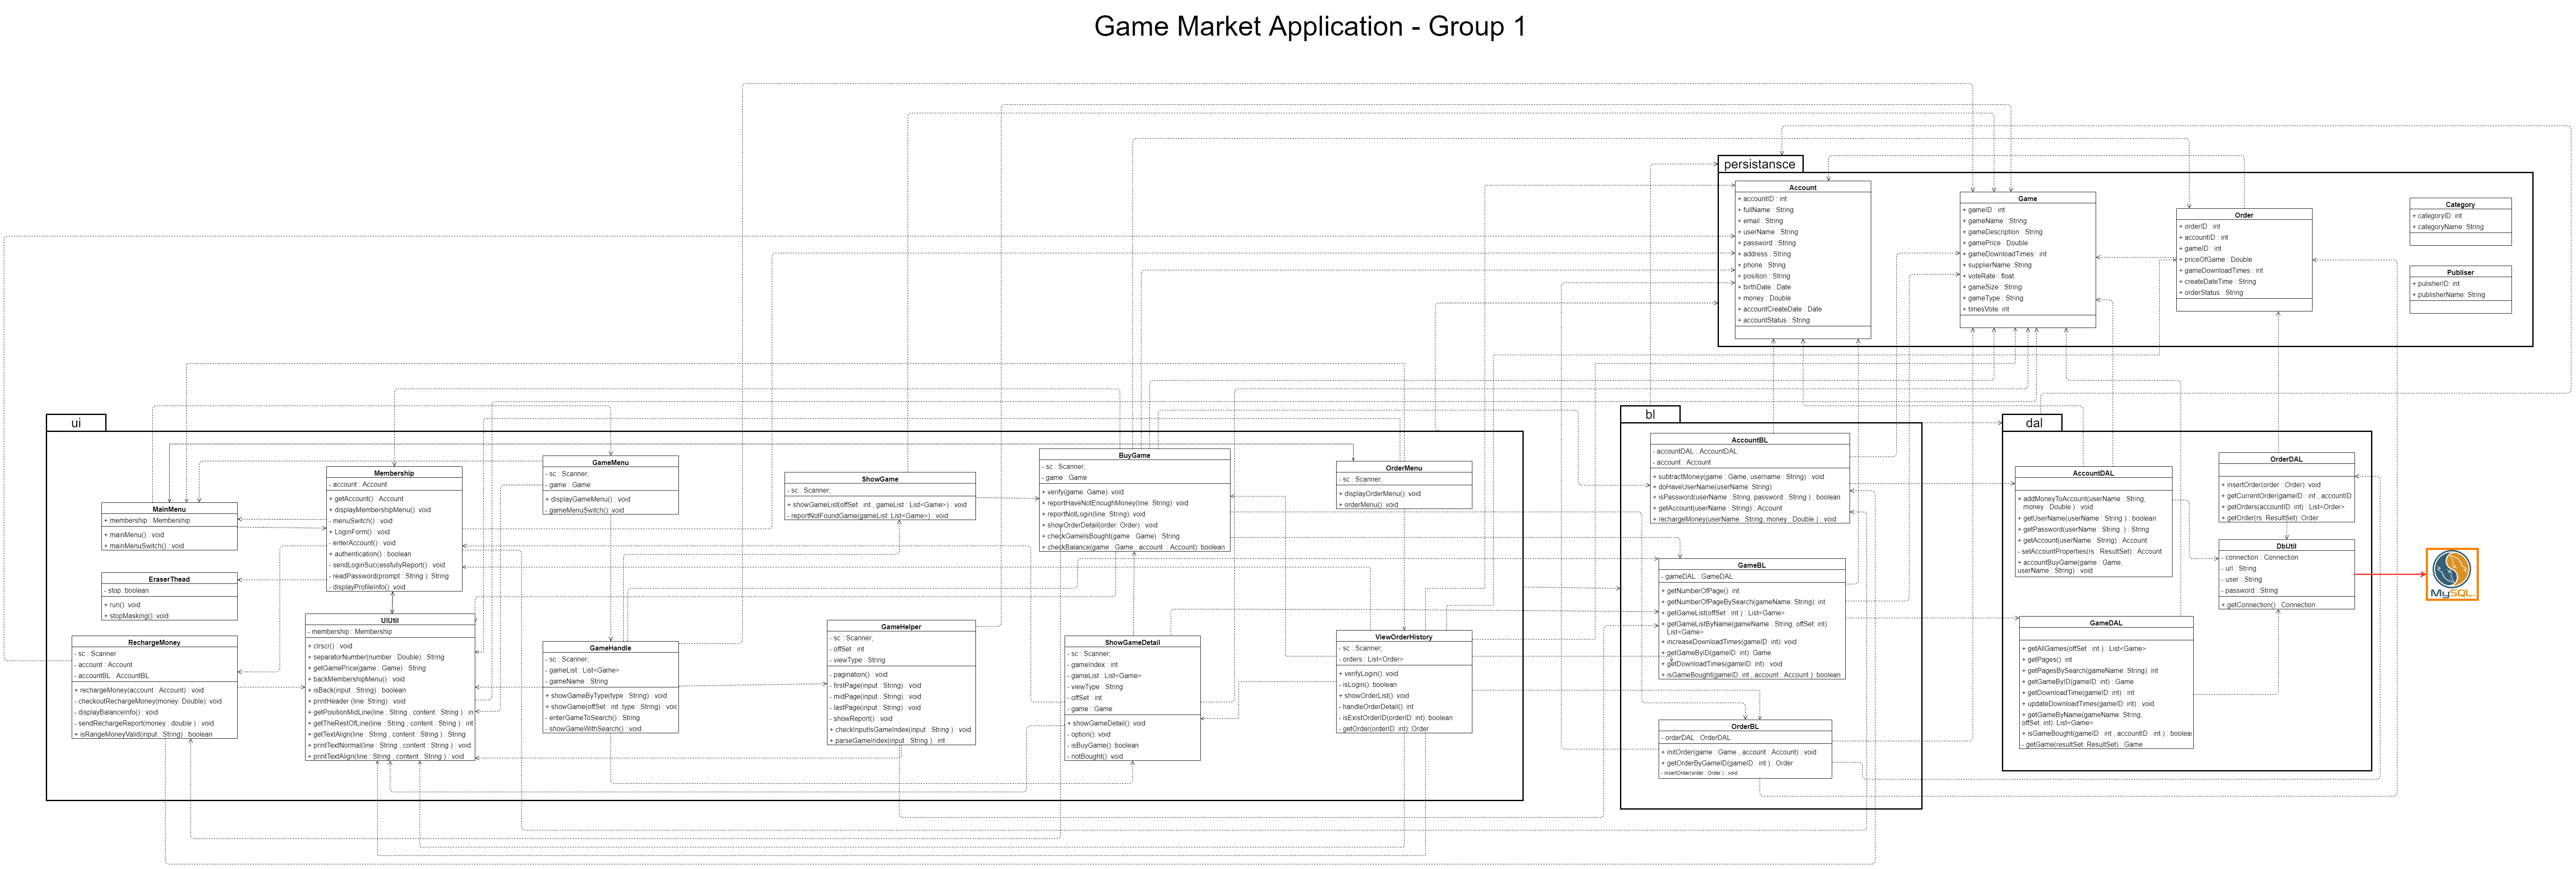 Game Market Application - Group 1
persistansce
Account
+ accountID : int
+ fullName : String
+ email : String
+ userName : String
+ password : String
+ address : String
+ phone : String
+ position : String
+ birthDate : Date
+ money : Double
+ accountCreateDate : Date
+ accountStatus : String
Game
+ gameID : int
+ gameName : String
+ gameDescription : String
+ gamePrice : Double
+ gameDownloadTimes : int
+ supplierName: String
+ voteRate : float
+ gameSize : String
+ gameType : String
+ timesVote: int
Order
+ orderID : int
+ accountID : int
+ gameID : int
+ priceOfGame : Double
+ gameDownloadTimes : int
+ createDateTime : String
+ orderStatus : String
Category
+ categoryID: int
+ categoryName: String
Publiser
+ pulisherID: int
+ publisherName: String
ui
MainMenu
+ membership : Membership
+ mainMenu() : void
+ mainMenuSwitch() : void
EraserThead
- stop: boolean
+ run(): void
+ stopMasking(): void
RechargeMoney
- sc : Scanner
- account : Account
- accountBL : AccountBL
+ rechargeMoney(account : Account) : void
- checkoutRechargeMoney(money: Double): void
- displayBalanceInfo() : void
- sendRechargeReport(money : double ) : void
+ isRangeMoneyValid(input : String) : boolean
Membership
- account : Account
+ getAccount() : Account
+ displayMembershipMenu(): void
- menuSwitch() : void
+ LoginForm() : void
- enterAccount() : void
+ authentication() : boolean
- sendLoginSuccessfullyReport() : void
- readPassword(prompt : String ): String
- displayProfileInfo(): void
UIUtil
- membership : Membership
+ clrscr() : void
+ separatorNumber(number : Double) : String
+ getGamePrice(game : Game) : String
+ backMembershipMenu() : void
+ isBack(input : String) : boolean
+ printHeader (line: String) : void
+ getPositionMidLine(line : String , content : String ) : in
+ getTheRestOfLine(line : String , content : String ) : int
+ getTextAlign(line : String , content : String ) : String
+ printTextNormal(line : String , content : String ) : void
+ printTextAlign(line : String , content : String ) : void
GameMenu
- sc : Scanner;
- game : Game
+ displayGameMenu() : void
- gameMenuSwitch(): void
GameHandle
- sc : Scanner;
- gameList : List<Game>
- gameName : String
+ showGameByType(type : String) : void
+ showGame(offSet : int ,type : String) : voic
- enterGameToSearch() : String
- showGameWithSearch() : void
ShowGame
- sc : Scanner;
+ showGameList(offSet : int , gameList : List<Game>) : void
- reportNotFoundGame(gameList: List<Game>) : void
GameHelper
- sc : Scanner;
- offSet : int
- viewType : String
- pagination() : void
- firstPage(input : String) : void
- midPage(input : String) : void
- lastPage(input : String) : void
- showReport() : void
+ checkInputIsGameIndex(input : String ) : void
+ parseGameIndex(input : String ) : int
BuyGame
- sc : Scanner;
- game : Game
+ verify(game: Game): void
+ reportHaveNotEnoughMoney(line: String): void
+ reportNotLogin(line: String): void
+ showOrderDetail(order: Order) : void
+ checkGameIsBought(game : Game) : String
+ checkBalance(game : Game , account : Account): boolean
ShowGameDetail
- sc : Scanner;
- gameIndex : int
- gameList : List<Game>
- viewType : String
- offSet : int
- game : Game
+ showGameDetail(): void
- option(): void
- isBuyGame(): boolean
- notBought(): void
OrderMenu
- sc : Scanner;
+ displayOrderMenu(): void
- orderMenu(): void
ViewOrderHistory
- sc : Scanner;
- orders : List<Order>
+ verifyLogin(): void
- isLogin(): boolean
+ showOrderList(): void
- handleOrderDetail(): int
- isExistOrderID(orderID: int): boolean
- getOrder(orderID: int): Order
bl
AccountBL
- accountDAL : AccountDAL
- account : Account
+ subtractMoney(game : Game, username : String) : void
+ doHaveUserName(userName: String)
+ isPassword(userName : String, password: String ) : boolean
+ getAccount(userName: String): Account
+ rechargeMoney(userName : String, money : Double ) : void
GameBL
- gameDAL : GameDAL
+ getNumberOfPage(): int
+ getNumberOfPageBySearch(gameName: String): int
+ getGameList(offSet : int ) : List<Game>
+ getGameListByName(gameName : String, offSet: int):
List<Game>
+ increaseDownloadTimes(gameID: int): void
+ getGameByID(gameID: int): Game
+ getDownloadTimes(gameID: int) : void
+ isGameBought(gameID: int , account : Account ): boolean
OrderBL
- orderDAL : OrderDAL
+ initOrder(game : Game , account : Account) : void
+ getOrderByGameID(gameID : int ) : Order
- insertOrder(order : Order ) : void
dal
AccountDAL
+ addMoneyToAccount(userName : String,
money : Double ) : void
+ getUserName(userName : String ) : boolean
+ getPassword(userName : String ) : String
+ getAccount(userName : String) : Account
- setAccountProperties(rs : ResultSet) : Account
+ accountBuyGame(game : Game,
userName : String) : void
OrderDAL
+ insertOrder(order : Order): void
+ getCurrentOrder(gameID : int , accountID
+ getOrders(accountID: int) : List<Order>
+ getOrder(rs: ResultSet): Order
DbUtil
- connection : Connection
- url : String
- user : String
- password : String
+ getConnection() : Connection
GameDAL
+ getAllGames(offSet : int ) : List<Game>
+ getPages(): int
+ getPagesBySearch(gameName: String): int
+ getGameByID(gameID: int) : Game
+ getDownloadTime(gameID: int) : int
+ updateDownloadTimes(gameID: int) : void
+ getGameByName(gameName: String,
offSet: int): List<Game>
+ isGameBought(gameID: int , accountID : int ) : boolean
- getGame(resultSet: ResultSet) : Game
MySQL